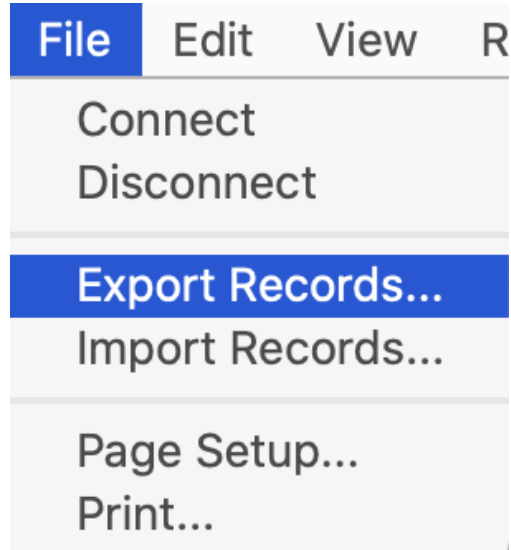 File Edit View R
Connect
Disconnect
Export Records...
Import Records...
Page Setup...
Print...